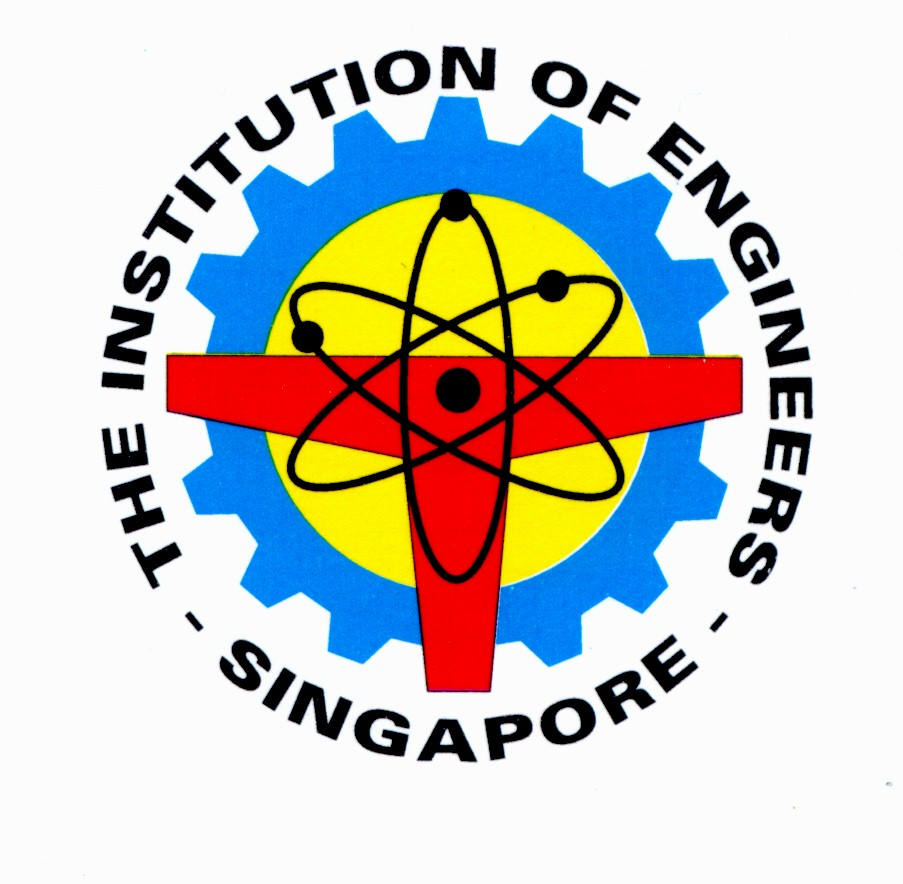 THE INSTITUTION OF ENGINEERS
- SINGAPORE -